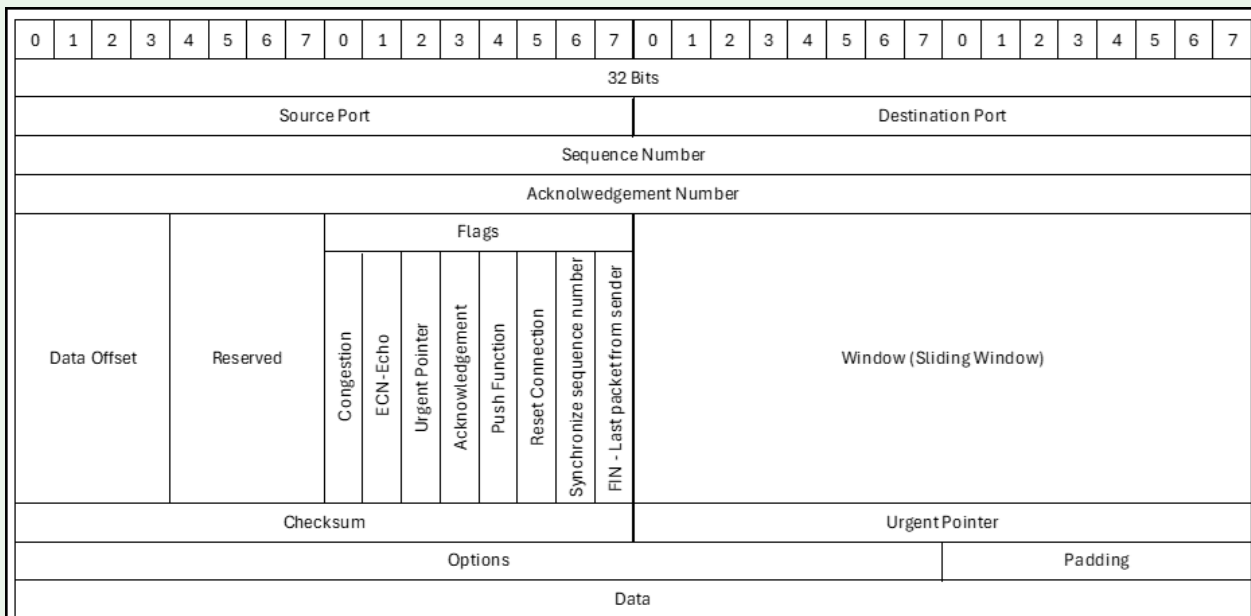 0 1 2 3 4 5 6 7 0 1 2 3 4 5 6 7 0 1 2 3 4 5 6 7 0 1 2 3 4 5 6 7
32 Bits
Source Port Destination Port
Sequence Number
Acknolwedgement Number
Flags
Data Offset
Reserved
Congestion
ECN-Echo
Urgent Pointer
Acknowledgement
Push Function
Reset Connection
Synchronize sequence number
FIN - Last packet from sender
Window (Sliding Window)
Checksum Urgent Pointer
Options Padding
Data